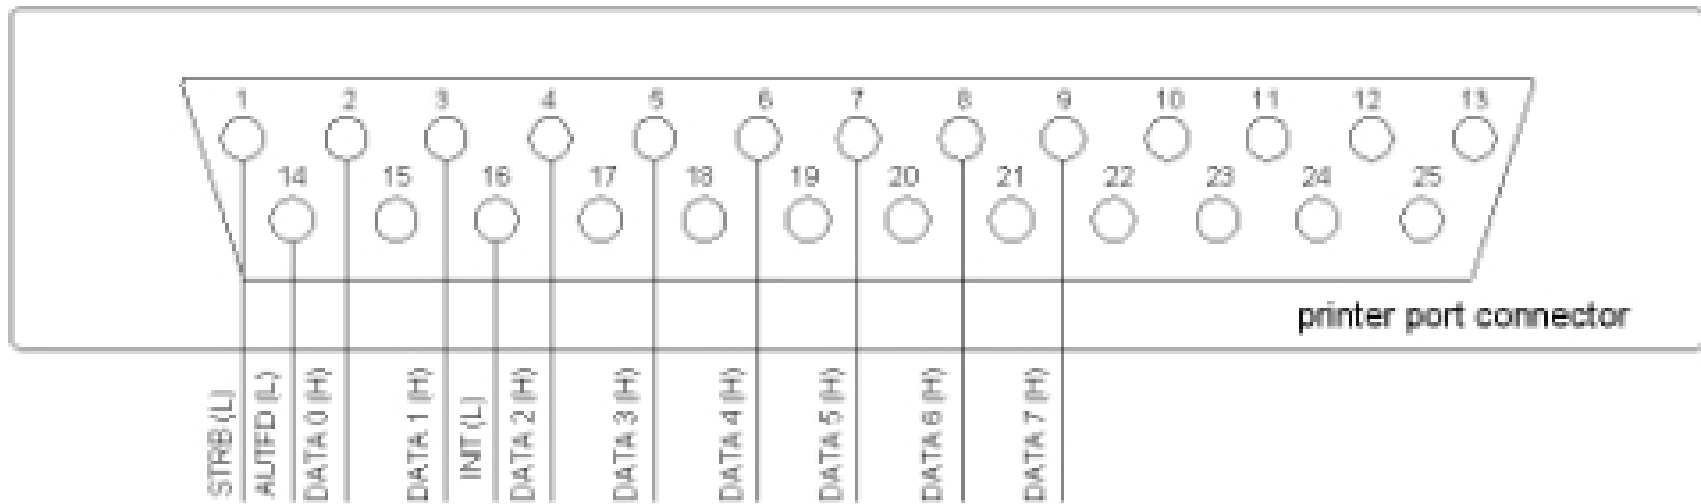 1 2 3 4 5 6 7 8 9 10 11 12 13
14 15 16 17 18 19 20 21 22 23 24 25
printer port connector
STRB (L)
AUTFD (L)
DATA 0 (H)
DATA 1 (H)
INIT (L)
DATA 2 (H)
DATA 3 (H)
DATA 4 (H)
DATA 5 (H)
DATA 6 (H)
DATA 7 (H)